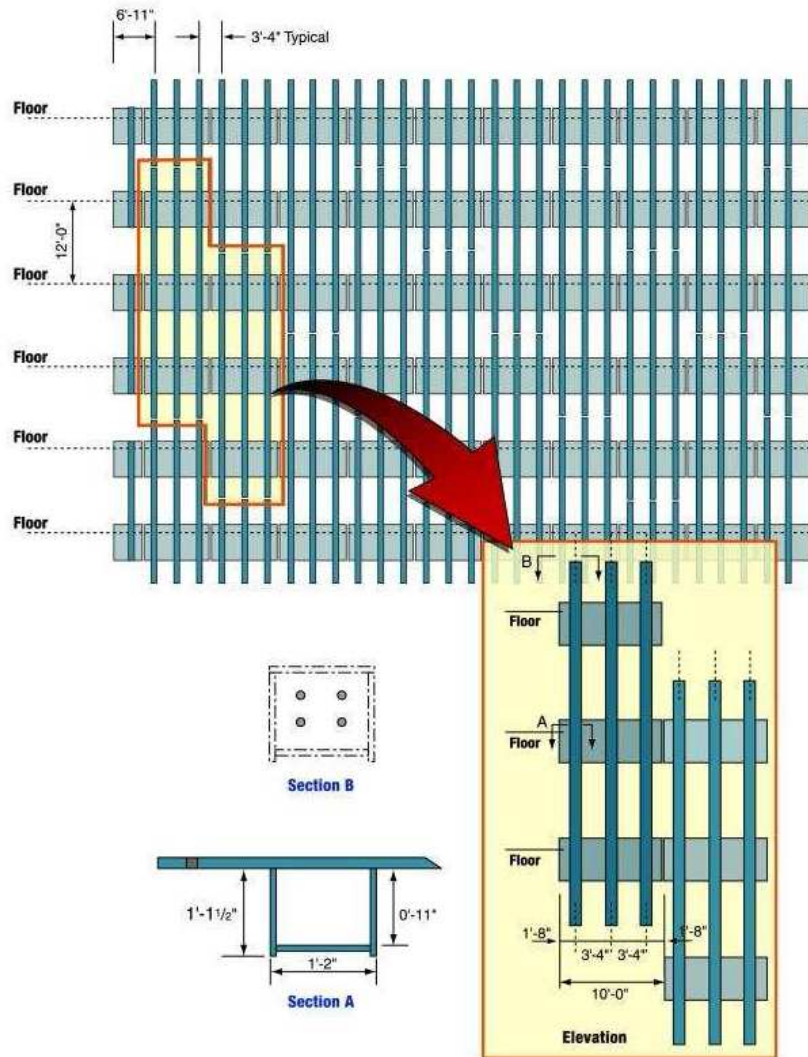 6'-11"
3'-4" Typical
Floor
Floor
12'-0"
Floor
Floor
Floor
Floor
B
Floor
A
Floor
Floor
Section B
1'-1 1/2"
0'-11"
1'-2"
Section A
1'-8"
1'-8"
3'-4" 3'-4"
10'-0"
Elevation